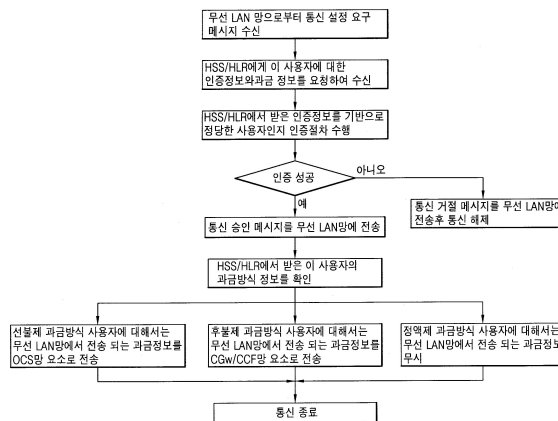 무선 LAN 망으로부터 통신 설정 요구
메시지 수신
HSS/HLR에게 이 사용자에 대한
인증정보와과금 정보를 요청하여 수신
HSS/HLR에서 받은 인증정보를 기반으로
정당한 사용자인지 인증절차 수행
인증 성공
아니오
예
통신 거절 메시지를 무선 LAN망에
전송후 통신 해제
통신 승인 메시지를 무선 LAN망에 전송
HSS/HLR에서 받은 이 사용자의
과금방식 정보를 확인
선불제 과금방식 사용자에 대해서는
무선 LAN망에서 전송 되는 과금정보를
OCS망 요소로 전송
후불제 과금방식 사용자에 대해서는
무선 LAN망에서 전송 되는 과금정보를
CGw/CCF망 요소로 전송
정액제 과금방식 사용자에 대해서는
무선 LAN망에서 전송 되는 과금정보
무시
통신 종료